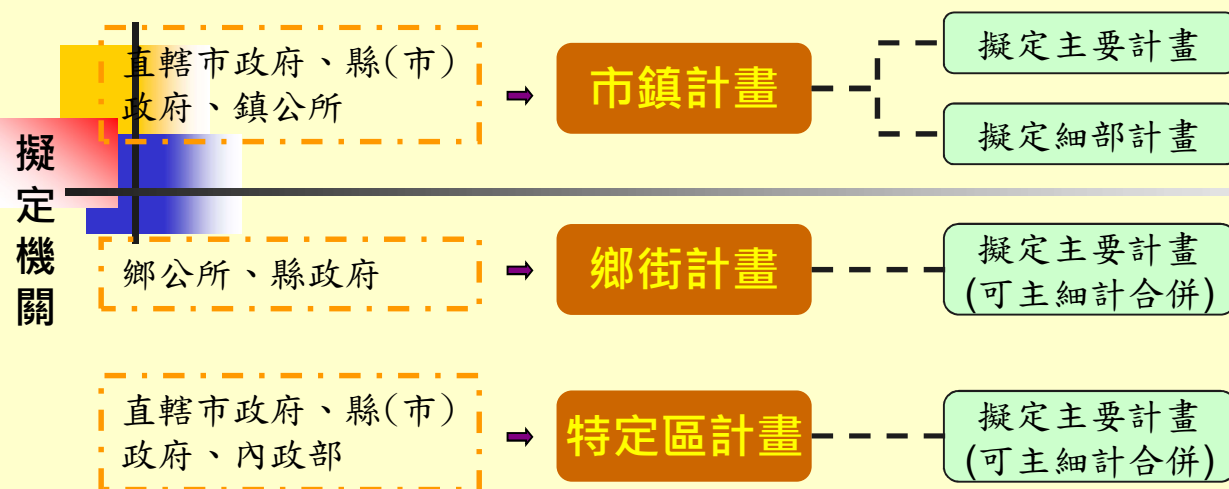 擬定機關
直轄市政府、縣(市)
政府、鎮公所
市鎮計畫
擬定主要計畫
擬定細部計畫
鄉公所、縣政府
鄉街計畫
擬定主要計畫
(可主細計合併)
直轄市政府、縣(市)
政府、內政部
特定區計畫
擬定主要計畫
(可主細計合併)